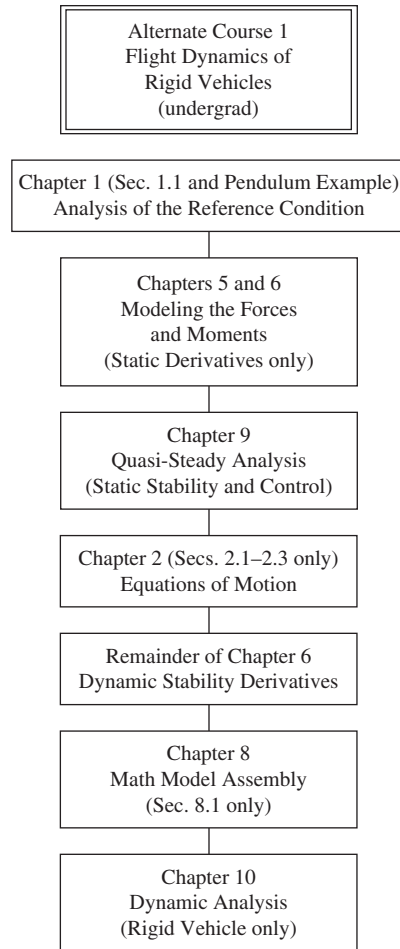 Alternate Course 1
Flight Dynamics of
Rigid Vehicles
(undergrad)
Chapter 1 (Sec. 1.1 and Pendulum Example)
Analysis of the Reference Condition
Chapters 5 and 6
Modeling the Forces
and Moments
(Static Derivatives only)
Chapter 9
Quasi-Steady Analysis
(Static Stability and Control)
Chapter 2 (Secs. 2.1–2.3 only)
Equations of Motion
Remainder of Chapter 6
Dynamic Stability Derivatives
Chapter 8
Math Model Assembly
(Sec. 8.1 only)
Chapter 10
Dynamic Analysis
(Rigid Vehicle only)